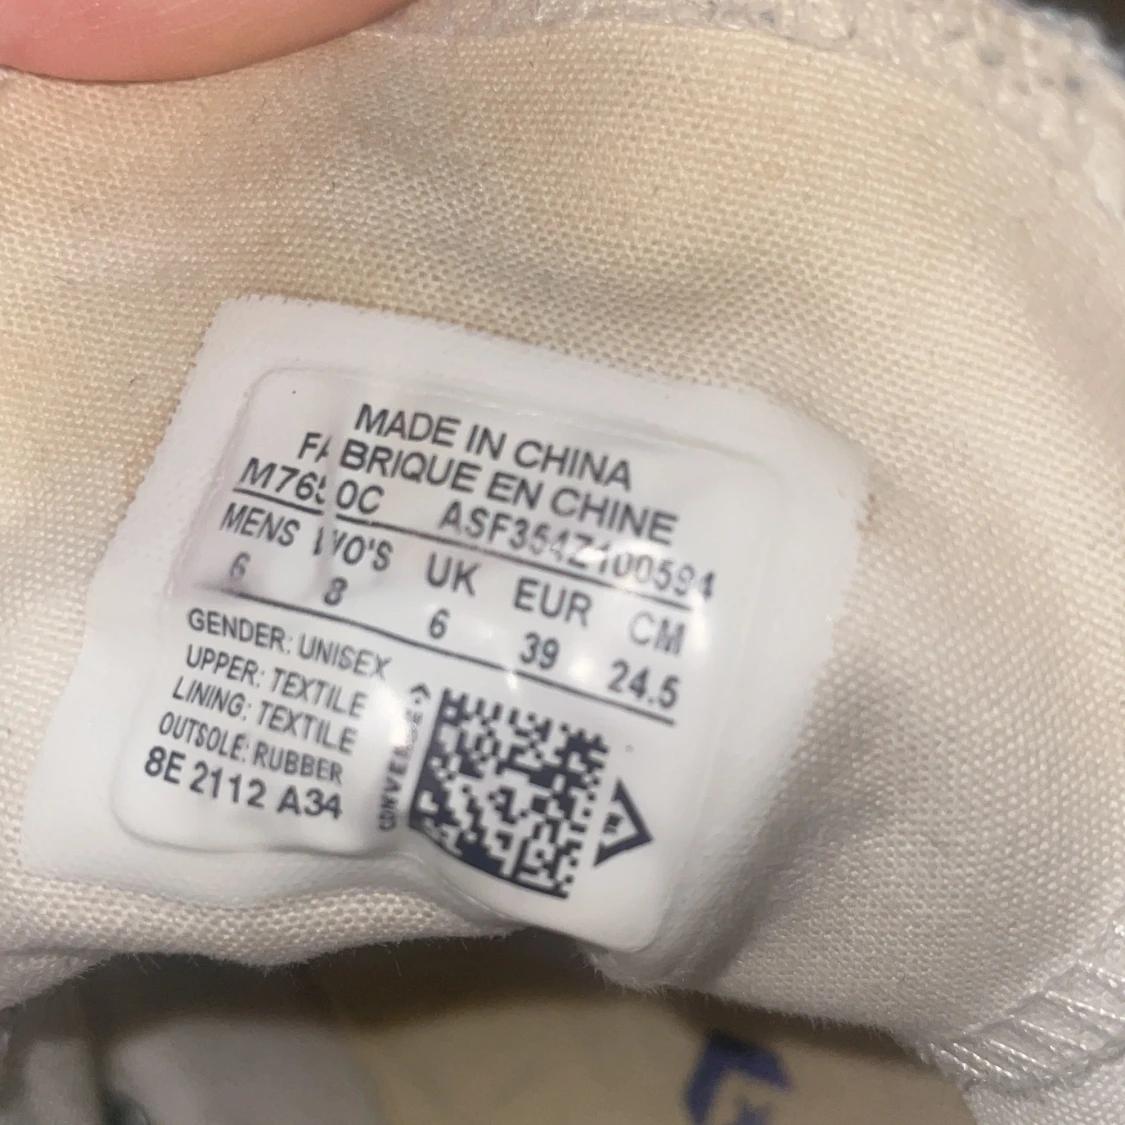 MADE IN CHINA
FABRIQUE EN CHINE
M7650C ASF354Z100594
MENS WO'S UK EUR CM
6 8 6 39 24.5
GENDER: UNISEX
UPPER: TEXTILE
LINING: TEXTILE
OUTSOLE: RUBBER
8E 2112 A34
CONVERSE